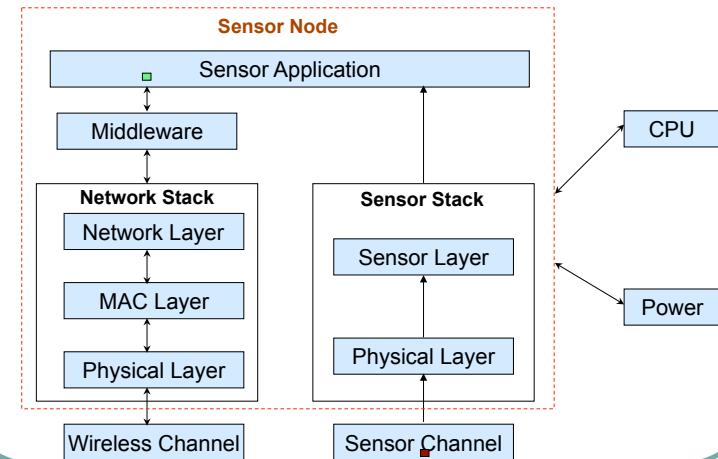 Sensor Node
Sensor Application
Middleware
CPU
Network Stack
Sensor Stack
Network Layer
Sensor Layer
MAC Layer
Power
Physical Layer
Physical Layer
Wireless Channel
Sensor Channel